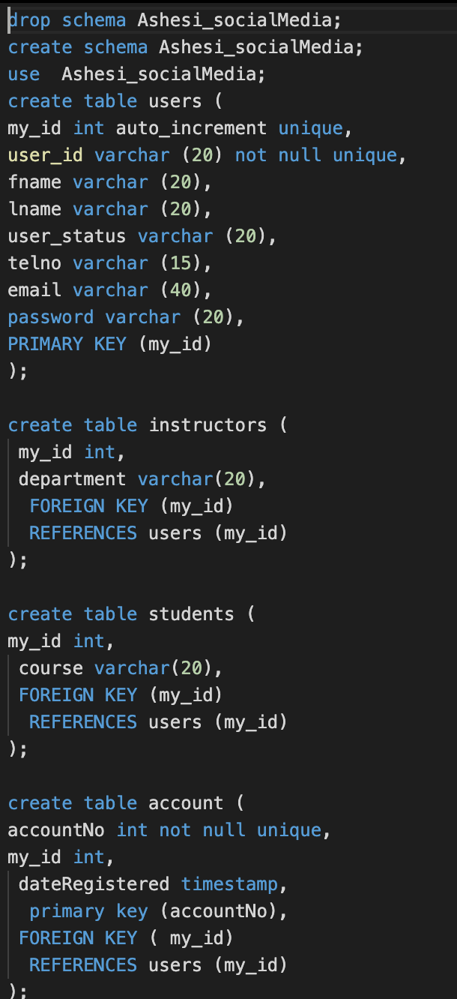 drop schema Ashesi_socialMedia;
create schema Ashesi_socialMedia;
use  Ashesi_socialMedia;
create table users (
my_id int auto_increment unique,
user_id varchar (20) not null unique,
fname varchar (20),
lname varchar (20),
user_status varchar (20),
telno varchar (15),
email varchar (40),
password varchar (20),
PRIMARY KEY (my_id)
);

create table instructors (
 my_id int,
 department varchar(20),
  FOREIGN KEY (my_id)
  REFERENCES users (my_id)
);

create table students (
my_id int,
 course varchar(20),
 FOREIGN KEY (my_id)
  REFERENCES users (my_id)
);

create table account (
accountNo int not null unique,
my_id int,
 dateRegistered timestamp,
  primary key (accountNo),
 FOREIGN KEY ( my_id)
  REFERENCES users (my_id)
);